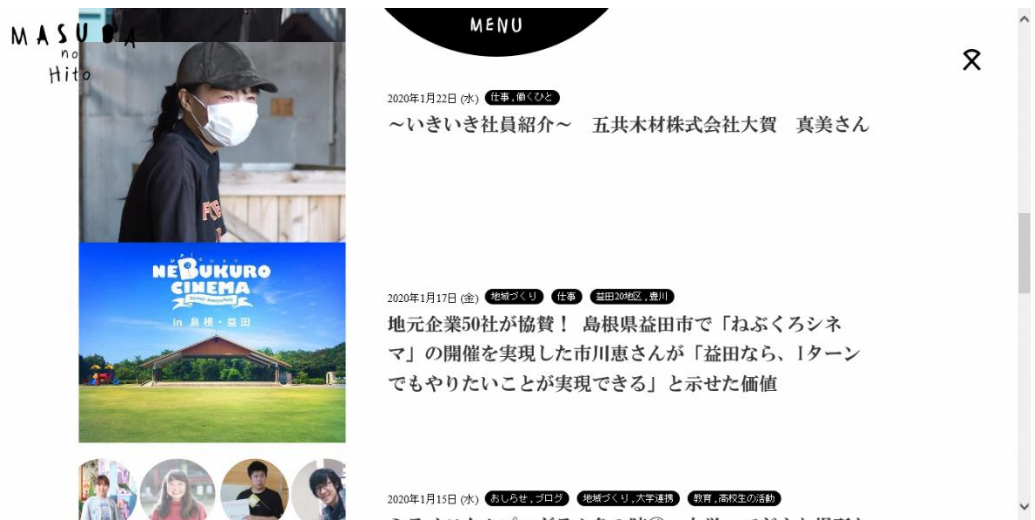 MASUDA
no
Hito
MENU
2020年1月22日 (水) 仕事,働くひと
～いきいき社員紹介～　五共木材株式会社大賀　真美さん
NEBUKURO
CINEMA
in 島根・益田
2020年1月17日 (金) 地域づくり 仕事 益田20地区,豊川
地元企業50社が協賛！ 島根県益田市で「ねぶくろシネ
マ」の開催を実現した市川恵さんが「益田なら、Iターン
でもやりたいことが実現できる」と示せた価値
2020年1月15日 (水) おしらせ,ブログ 地域づくり,大学連携 教育,高校生の活動